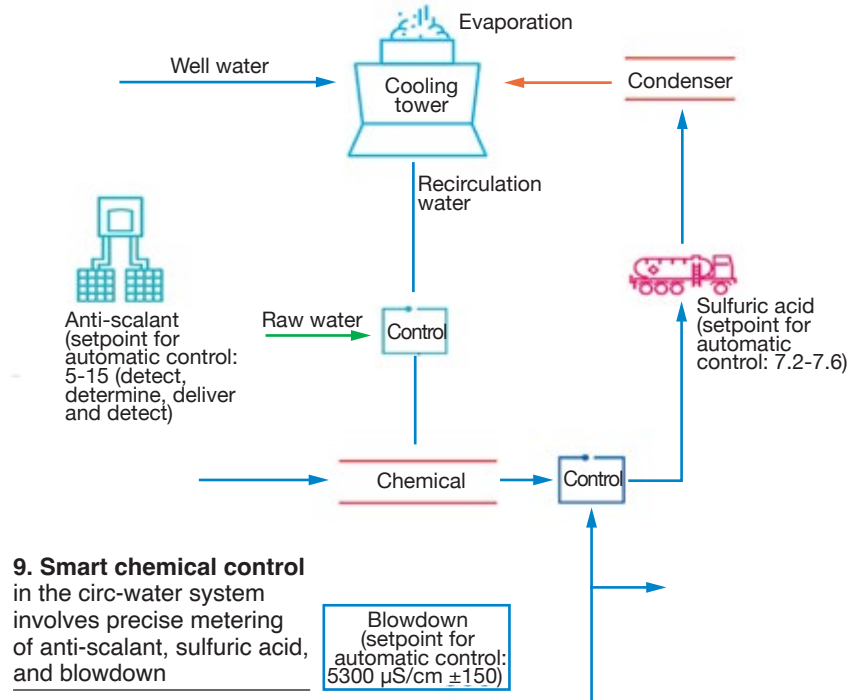 Evaporation
Well water
Cooling
tower
Condenser
Recirculation
water
Anti-scalant
(setpoint for
automatic control:
5-15 (detect,
determine, deliver
and detect)
Raw water
Control
Sulfuric acid
(setpoint for
automatic
control: 7.2-7.6)
Chemical
Control
9. Smart chemical control
in the circ-water system
involves precise metering
of anti-scalant, sulfuric acid,
and blowdown
Blowdown
(setpoint for
automatic control:
5300 µS/cm ±150)